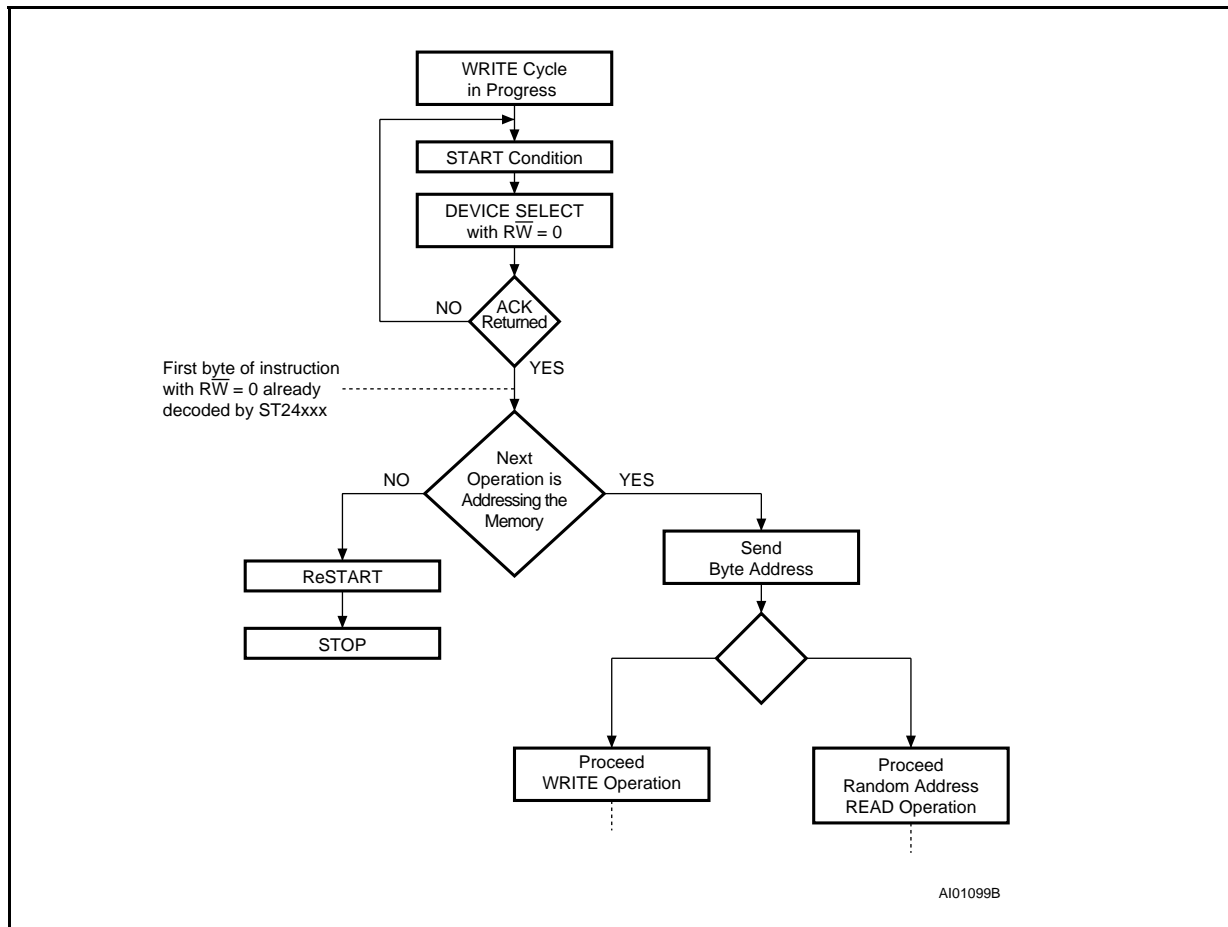 WRITE Cycle
in Progress
START Condition
DEVICE SELECT
with RW̅ = 0
NO
ACK
Returned
YES
First byte of instruction
with RW̅ = 0 already
decoded by ST24xxx
NO
Next
Operation is
Addressing the
Memory
YES
ReSTART
STOP
Send
Byte Address
Proceed
WRITE Operation
Proceed
Random Address
READ Operation
AI01099B